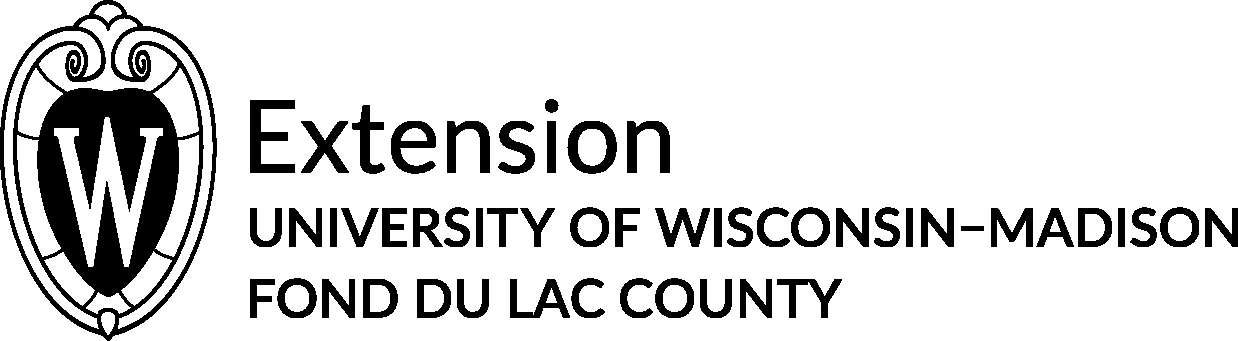 W
Extension
UNIVERSITY OF WISCONSIN–MADISON
FOND DU LAC COUNTY